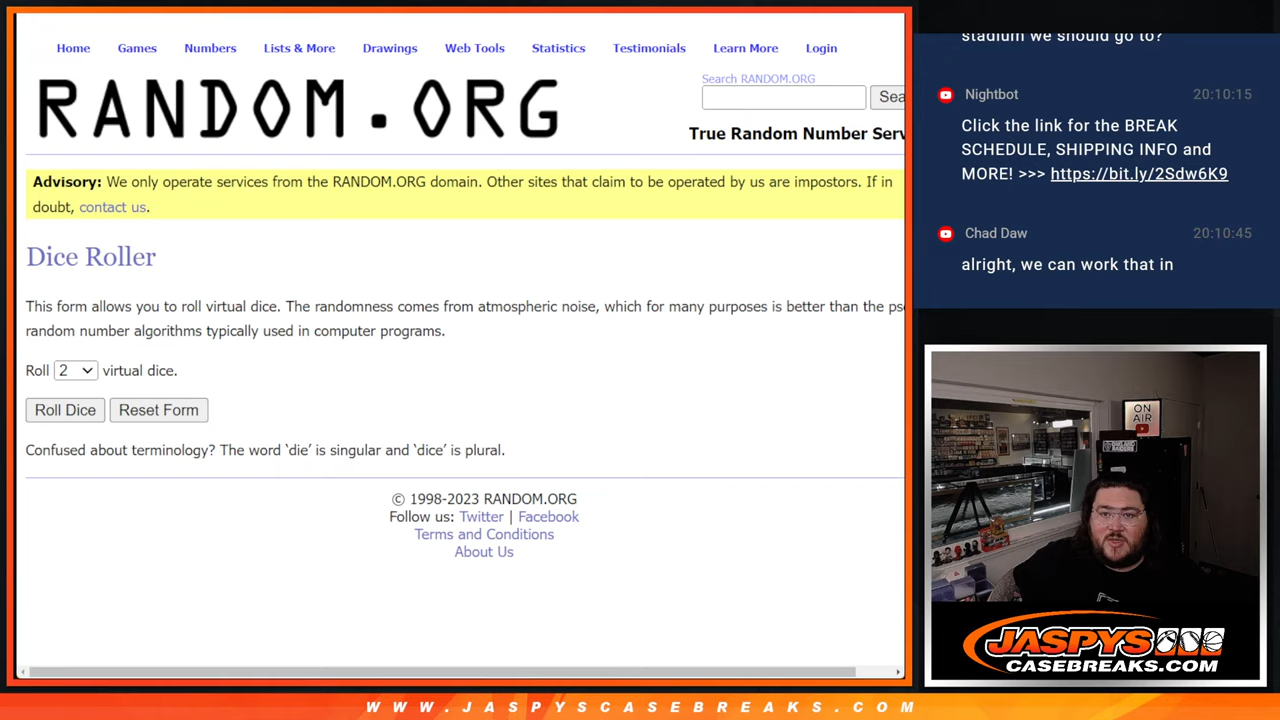 Home Games Numbers Lists & More Drawings Web Tools Statistics Testimonials Learn More Login
RANDOM.ORG
Search RANDOM.ORG
Sea
True Random Number Serv
Advisory: We only operate services from the RANDOM.ORG domain. Other sites that claim to be operated by us are impostors. If in
doubt, contact us.
Dice Roller
This form allows you to roll virtual dice. The randomness comes from atmospheric noise, which for many purposes is better than the pse
random number algorithms typically used in computer programs.
Roll 2 virtual dice.
Roll Dice Reset Form
Confused about terminology? The word ‘die’ is singular and ‘dice’ is plural.
© 1998-2023 RANDOM.ORG
Follow us: Twitter | Facebook
Terms and Conditions
About Us
stadium we should go to?
Nightbot 20:10:15
Click the link for the BREAK
SCHEDULE, SHIPPING INFO and
MORE! >>> https://bit.ly/2Sdw6K9
Chad Daw 20:10:45
alright, we can work that in
ON
AIR
JASPYS
CASEBREAKS.COM
WWW.JASPYSCASEBREAKS.COM